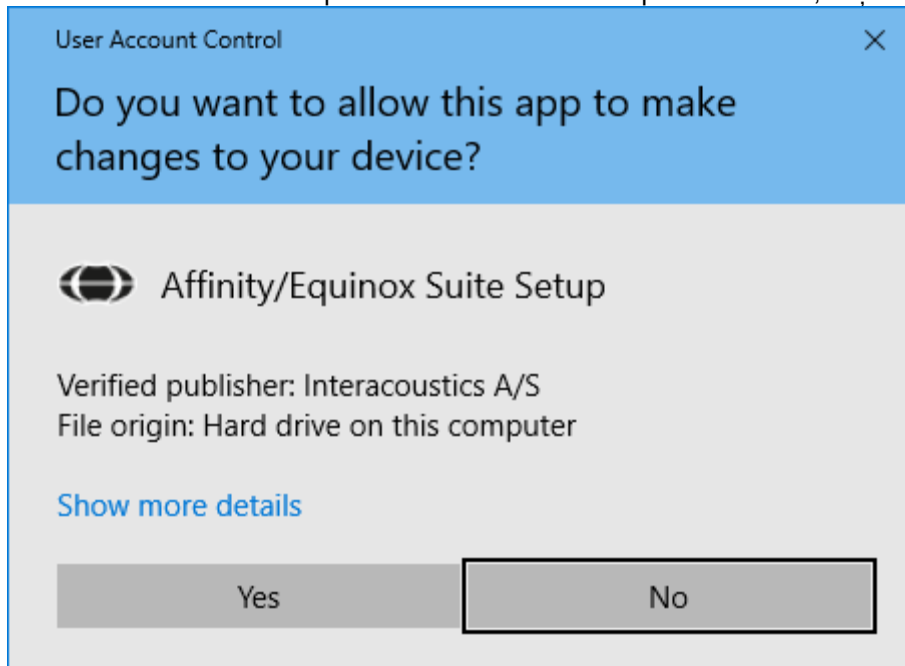 User Account Control
Do you want to allow this app to make
changes to your device?
Affinity/Equinox Suite Setup
Verified publisher: Interacoustics A/S
File origin: Hard drive on this computer
Show more details
Yes
No